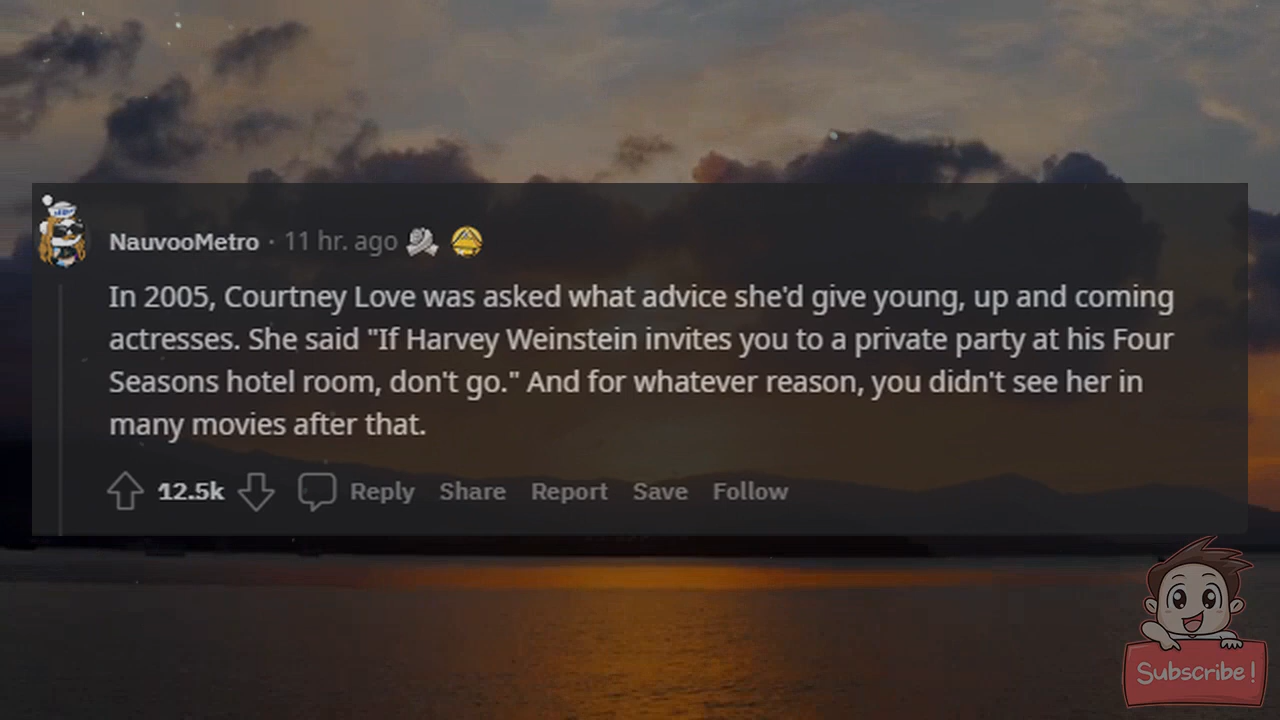 NauvooMetro · 11 hr. ago
In 2005, Courtney Love was asked what advice she'd give young, up and coming
actresses. She said "If Harvey Weinstein invites you to a private party at his Four
Seasons hotel room, don't go." And for whatever reason, you didn't see her in
many movies after that.
12.5k Reply Share Report Save Follow
Subscribe!